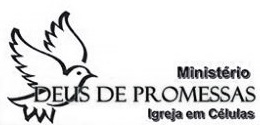 Ministério
DEUS DE PROMESSAS
Igreja em Células